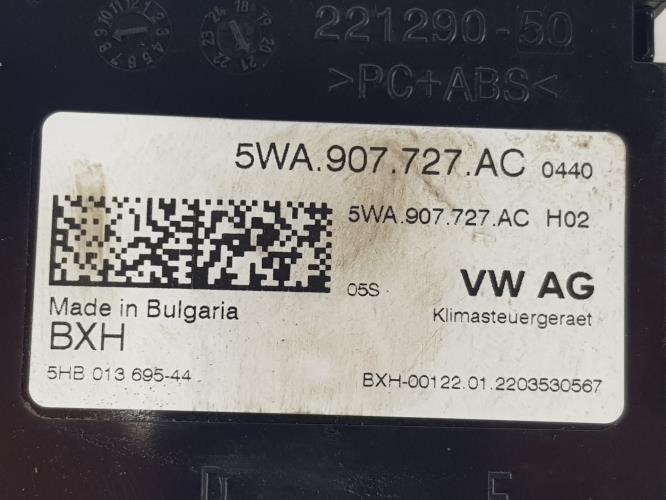 221290-50
>PC+ABS<
5WA.907.727.AC 0440
5WA.907.727.AC H02
05S
VW AG
Made in Bulgaria
Klimasteuergeraet
BXH
5HB 013 695-44
BXH-00122.01.2203530567